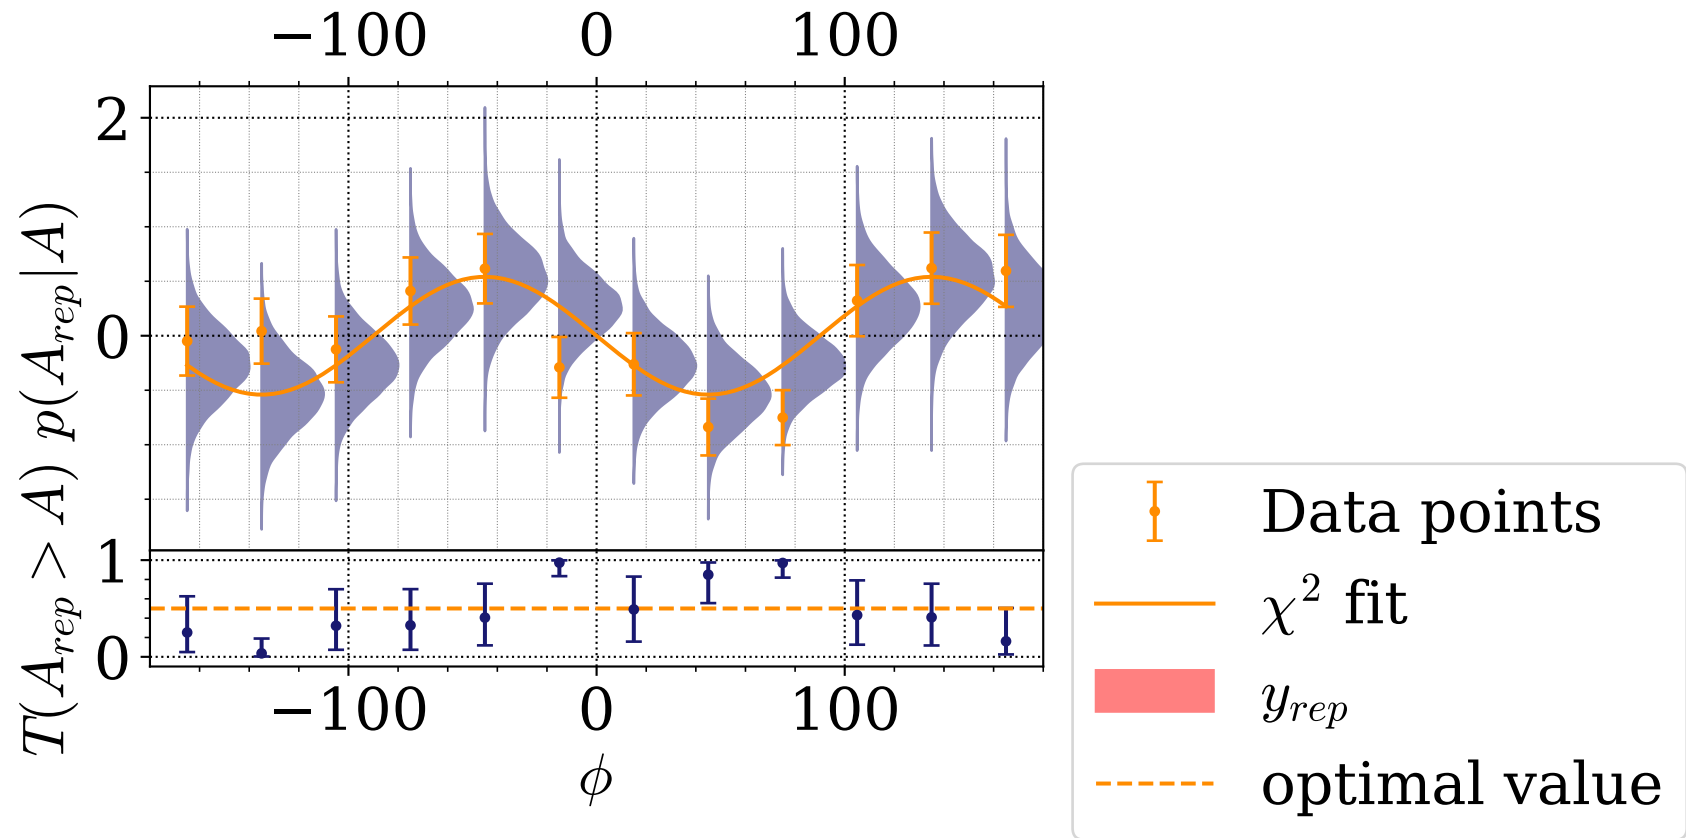 −100 0 100
2
0
p(A_rep|A)
1
0
T(A_rep > A)
−100 0 100
ϕ
Data points
χ² fit
y_rep
optimal value